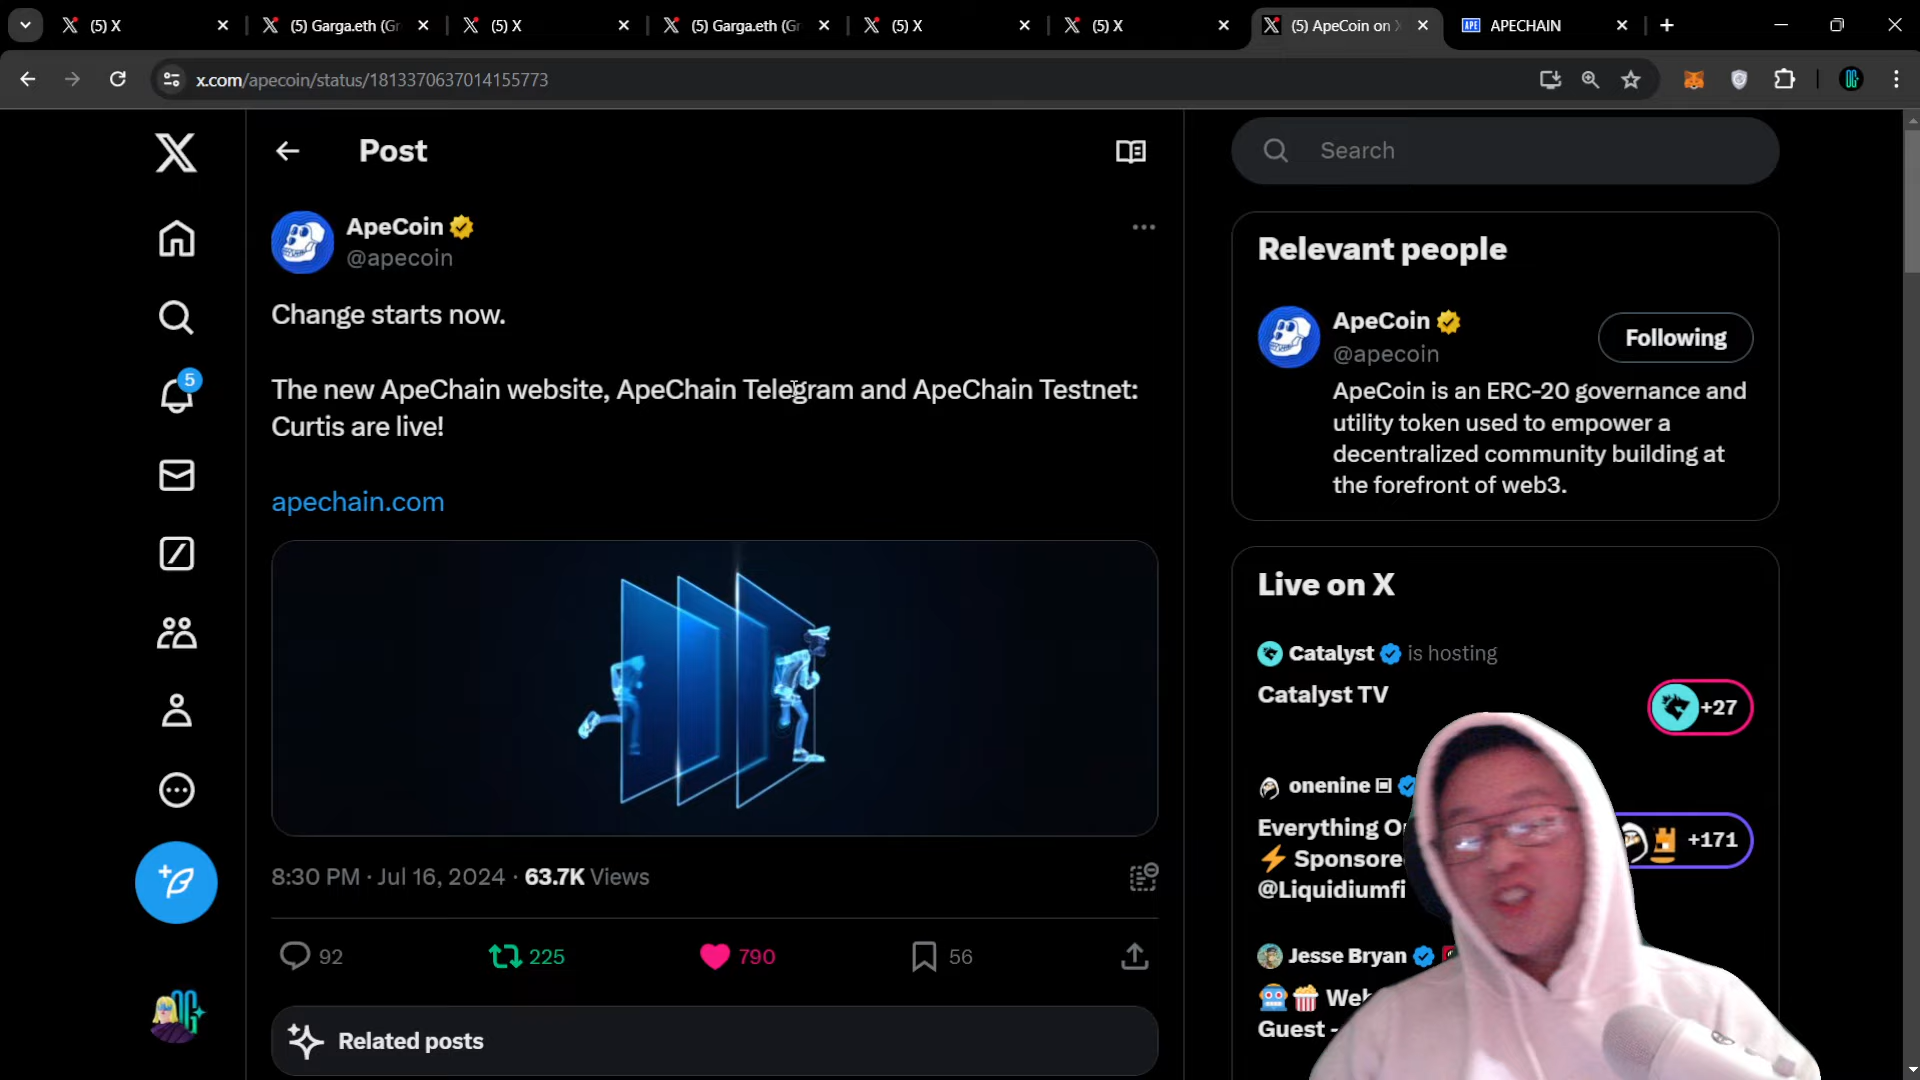 (5) X
(5) Garga.eth (Gr
(5) X
(5) Garga.eth (Gr
(5) X
(5) X
(5) ApeCoin on X
APE
APECHAIN
x.com/apecoin/status/1813370637014155773
Post
Search
ApeCoin
@apecoin
Change starts now.
The new ApeChain website, ApeChain Telegram and ApeChain Testnet:
Curtis are live!
apechain.com
8:30 PM · Jul 16, 2024 · 63.7K Views
92
225
790
56
Related posts
5
Relevant people
ApeCoin
@apecoin
Following
ApeCoin is an ERC-20 governance and
utility token used to empower a
decentralized community building at
the forefront of web3.
Live on X
Catalyst is hosting
Catalyst TV
+27
onenine
Everything
Sponsore
@Liquidiumfi
+171
Jesse Bryan
Guest -